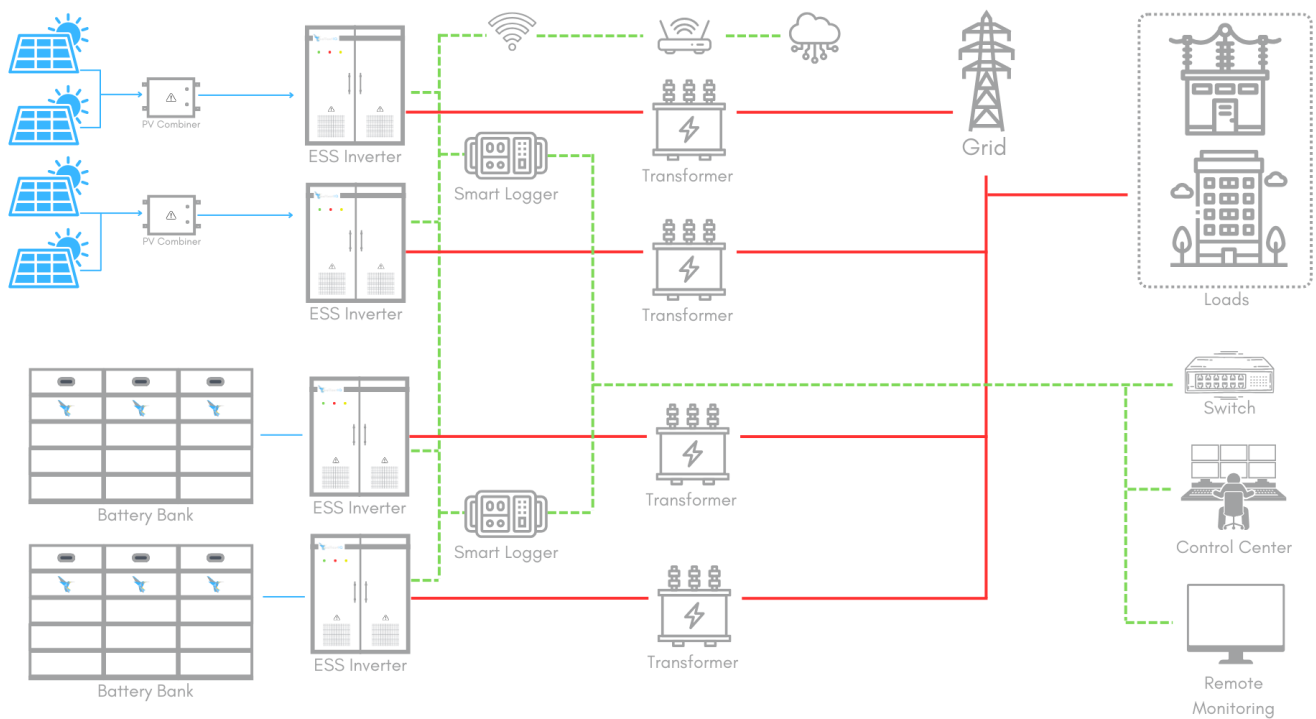 PV Combiner
ESS Inverter
Smart Logger
Transformer
Grid
PV Combiner
ESS Inverter
Transformer
Loads
Battery Bank
ESS Inverter
Smart Logger
Transformer
Switch
Control Center
Battery Bank
ESS Inverter
Transformer
Remote
Monitoring